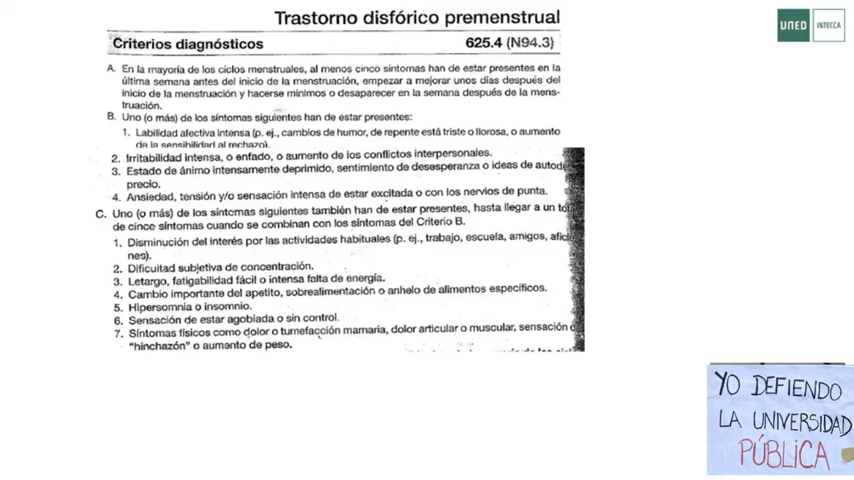 Trastorno disfórico premenstrual
Criterios diagnósticos 625.4 (N94.3)
A. En la mayoría de los ciclos menstruales, al menos cinco síntomas han de estar presentes en la
última semana antes del inicio de la menstruación, empezar a mejorar unos días después del
inicio de la menstruación y hacerse mínimos o desaparecer en la semana después de la mens-
truación.
B. Uno (o más) de los síntomas siguientes han de estar presentes:
1. Labilidad afectiva intensa (p. ej., cambios de humor, de repente está triste o llorosa, o aumento
de la sensibilidad al rechazo).
2. Irritabilidad intensa, o enfado, o aumento de los conflictos interpersonales.
3. Estado de ánimo intensamente deprimido, sentimiento de desesperanza o ideas de autode
precio.
4. Ansiedad, tensión y/o sensación intensa de estar excitada o con los nervios de punta.
C. Uno (o más) de los síntomas siguientes también han de estar presentes, hasta llegar a un
de cinco síntomas cuando se combinan con los síntomas del Criterio B.
1. Disminución del interés por las actividades habituales (p. ej., trabajo, escuela, amigos, afic
nes).
2. Dificultad subjetiva de concentración.
3. Letargo, fatigabilidad fácil o intensa falta de energía.
4. Cambio importante del apetito, sobrealimentación o anhelo de alimentos específicos.
5. Hipersomnia o insomnio.
6. Sensación de estar agobiada o sin control.
7. Síntomas físicos como dolor o tumefacción mamaria, dolor articular o muscular, sensación
"hinchazón" o aumento de peso.
UNED INTECCA
YO DEFIENDO
LA UNIVERSIDAD
PÚBLICA